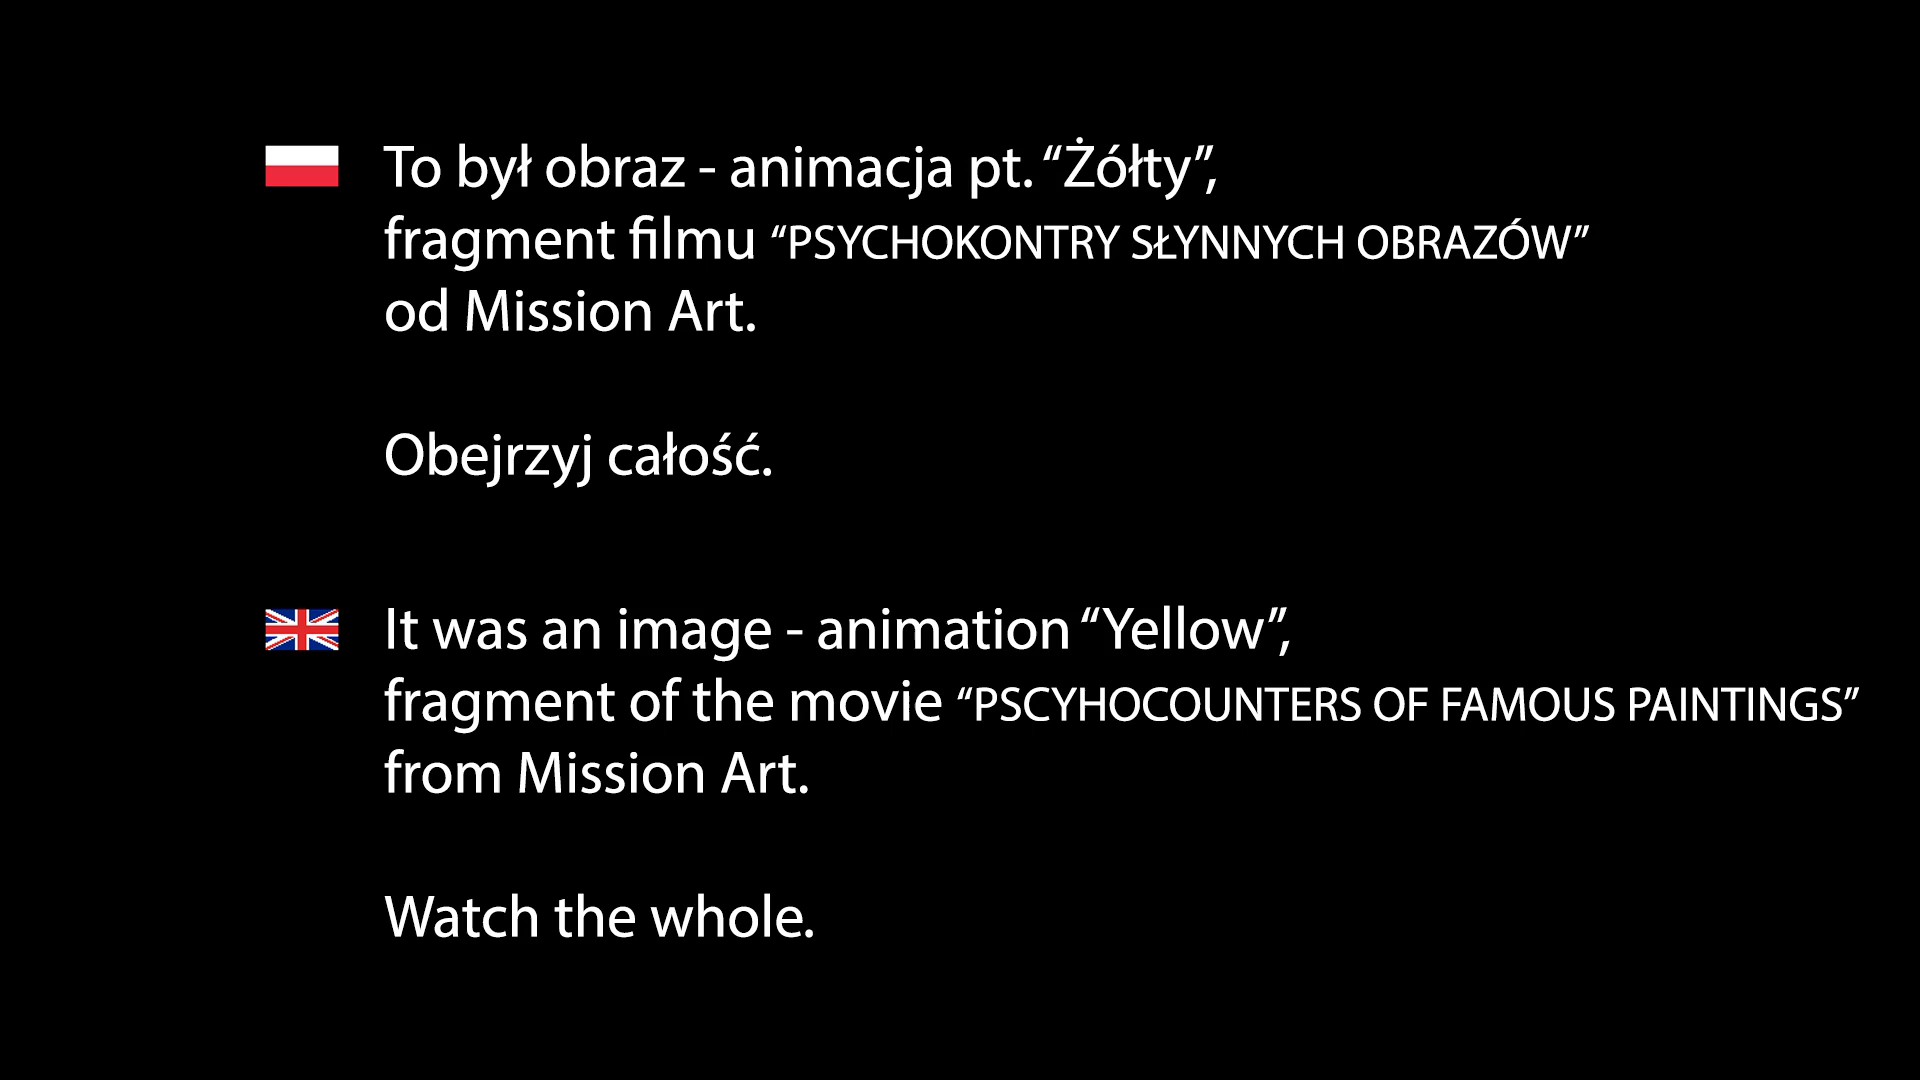 To był obraz - animacja pt. “Żółty”,
fragment filmu “PSYCHOKONTRY SŁYNNYCH OBRAZÓW”
od Mission Art.
Obejrzyj całość.
It was an image - animation “Yellow”,
fragment of the movie “PSCYHOCOUNTERS OF FAMOUS PAINTINGS”
from Mission Art.
Watch the whole.